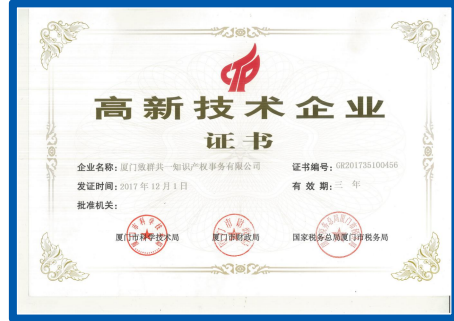 高新技术企业
证书
企业名称：厦门致群共一知识产权事务有限公司 证书编号：GR201735100456
发证时间：2017年12月1日 有效期：三 年
批准机关：
厦门市科学技术局 厦门市财政局 国家税务总局厦门市税务局